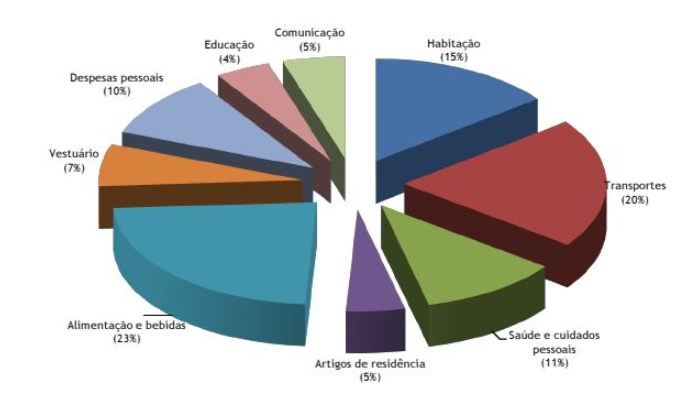 Comunicação
(5%)
Educação
(4%)
Habitação
(15%)
Despesas pessoais
(10%)
Vestuário
(7%)
Transportes
(20%)
Alimentação e bebidas
(23%)
Saúde e cuidados
pessoais
(11%)
Artigos de residência
(5%)